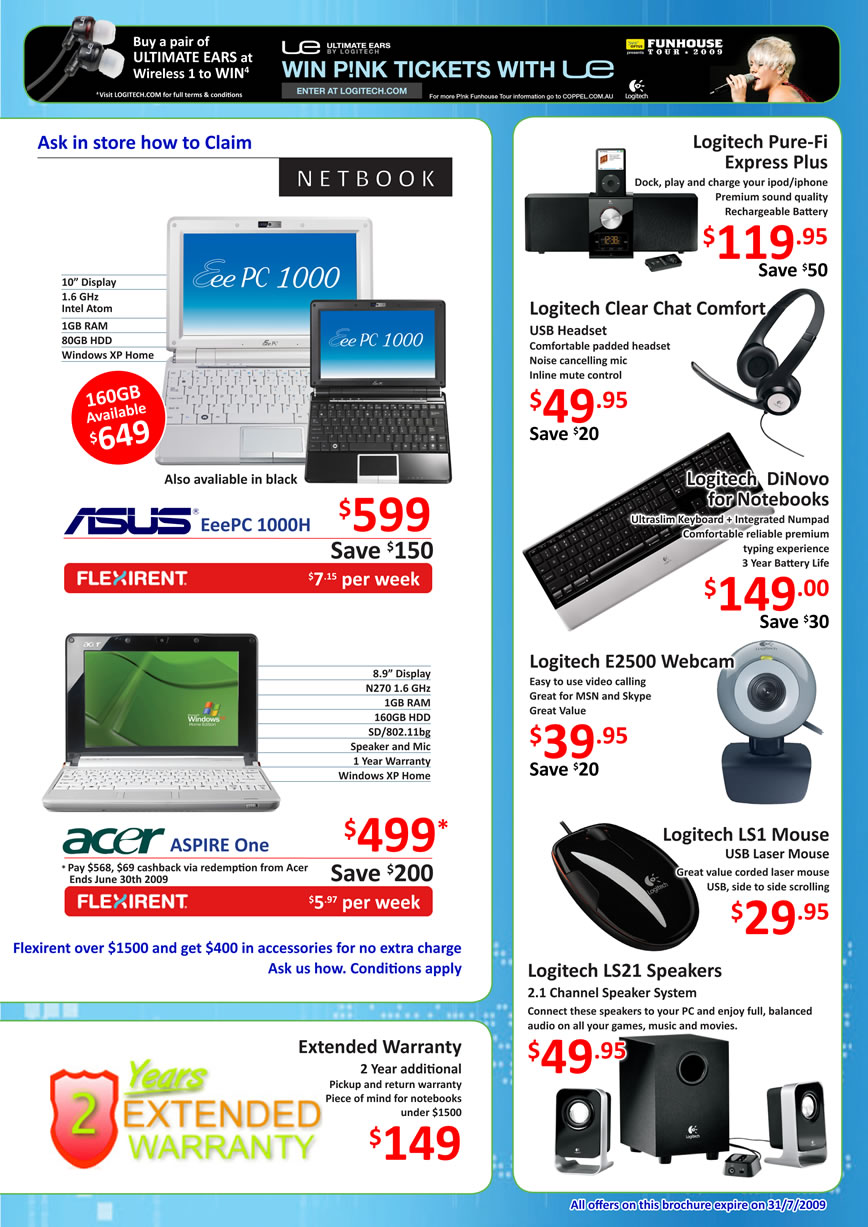 Buy a pair of
ULTIMATE EARS at
Wireless 1 to WIN4
*Visit LOGITECH.COM for full terms & conditions
UE ULTIMATE EARS
BY LOGITECH
WIN P!NK TICKETS WITH UE
ENTER AT LOGITECH.COM
For more P!nk Funhouse Tour information go to COPPEL.COM.AU
presents
FUNHOUSE
TOUR • 2009
Logitech
Ask in store how to Claim
NETBOOK
Eee PC 1000
Eee PC 1000
10” Display
1.6 GHz
Intel Atom
1GB RAM
80GB HDD
Windows XP Home
160GB
Available
$649
Also avaliable in black
ASUS® EeePC 1000H
$599
Save $150
FLEXIRENT. $7.15 per week
acer
Windows xp
Home Edition
8.9” Display
N270 1.6 GHz
1GB RAM
160GB HDD
SD/802.11bg
Speaker and Mic
1 Year Warranty
Windows XP Home
acer ASPIRE One
$499*
* Pay $568, $69 cashback via redemption from Acer
Ends June 30th 2009
Save $200
FLEXIRENT. $5.97 per week
Flexirent over $1500 and get $400 in accessories for no extra charge
Ask us how. Conditions apply
2 Years
EXTENDED
WARRANTY
Extended Warranty
2 Year additional
Pickup and return warranty
Piece of mind for notebooks
under $1500
$149
Logitech Pure-Fi
Express Plus
Dock, play and charge your ipod/iphone
Premium sound quality
Rechargeable Battery
$119.95
Save $50
Logitech Clear Chat Comfort
USB Headset
Comfortable padded headset
Noise cancelling mic
Inline mute control
$49.95
Save $20
Logitech DiNovo
for Notebooks
Ultraslim Keyboard + Integrated Numpad
Comfortable reliable premium
typing experience
3 Year Battery Life
$149.00
Save $30
Logitech E2500 Webcam
Easy to use video calling
Great for MSN and Skype
Great Value
$39.95
Save $20
Logitech
Logitech LS1 Mouse
USB Laser Mouse
Great value corded laser mouse
USB, side to side scrolling
$29.95
Logitech
Logitech LS21 Speakers
2.1 Channel Speaker System
Connect these speakers to your PC and enjoy full, balanced
audio on all your games, music and movies.
$49.95
Logitech
All offers on this brochure expire on 31/7/2009